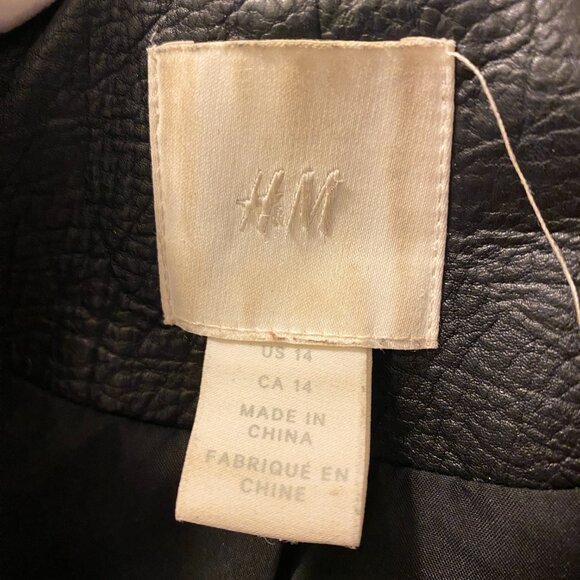 H&M
US 14
CA 14
MADE IN
CHINA
FABRIQUÉ EN
CHINE